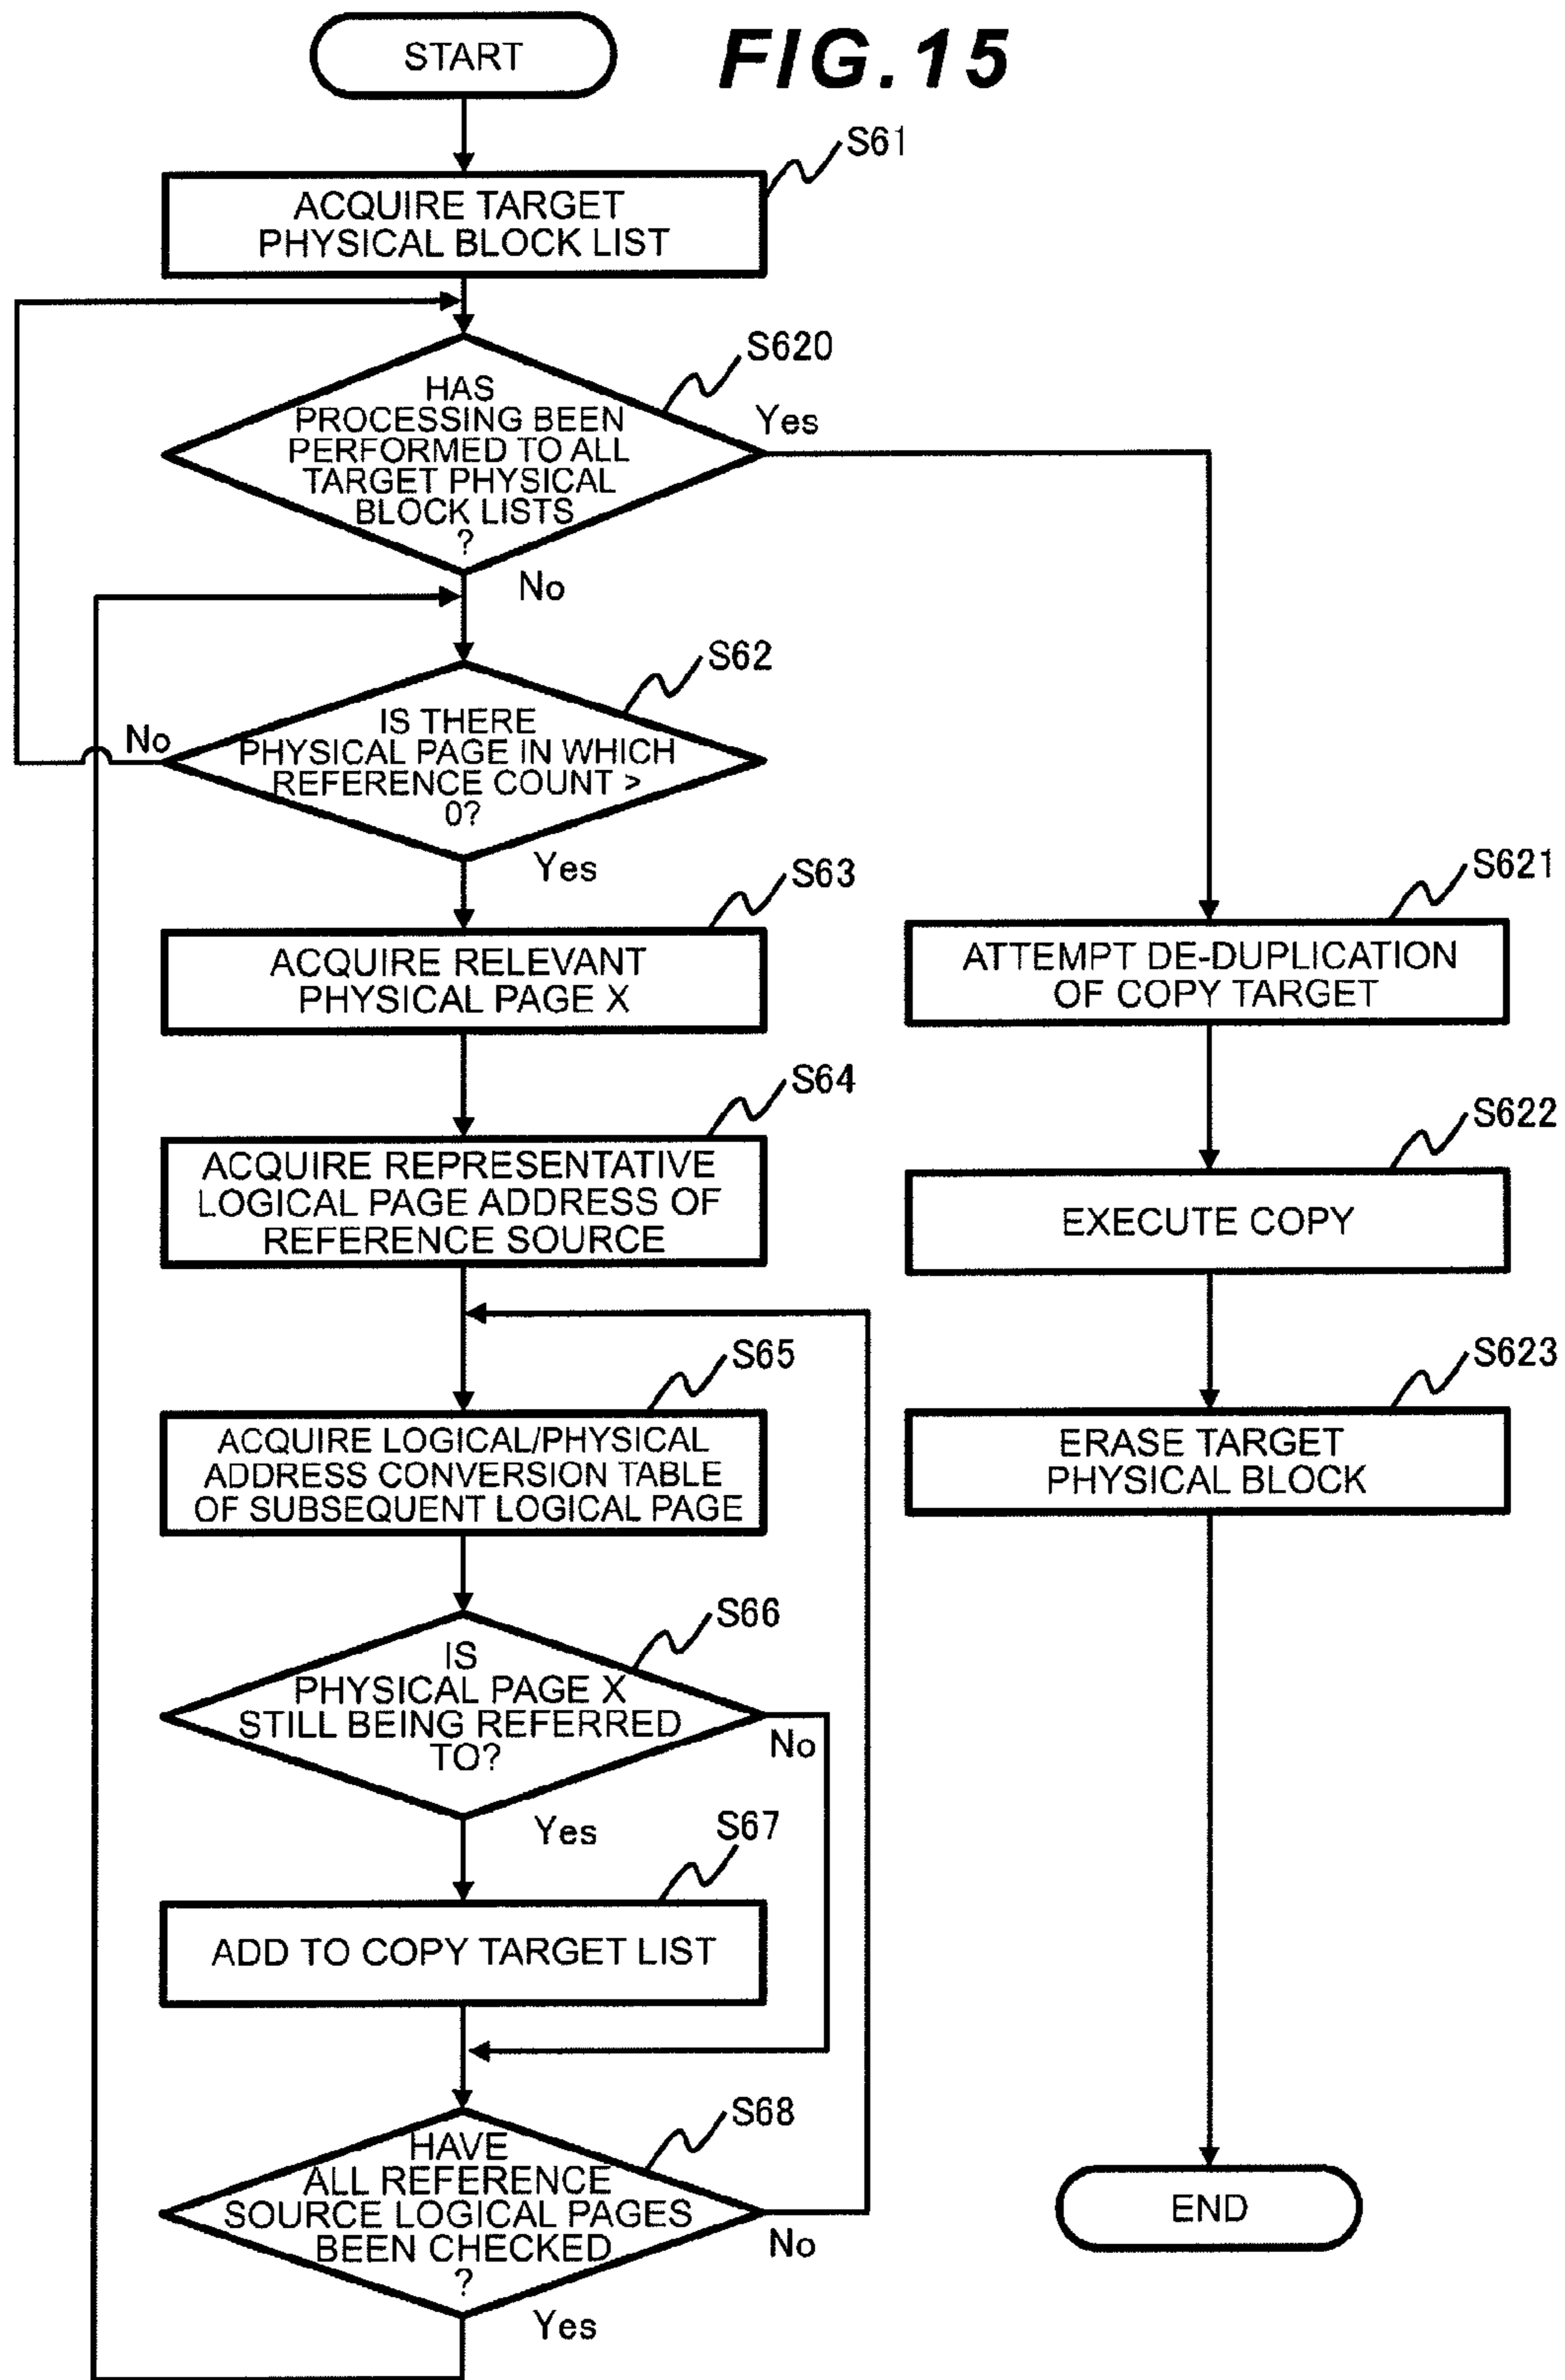 FIG.15
START
S61
ACQUIRE TARGET
PHYSICAL BLOCK LIST
S620
HAS
PROCESSING BEEN
PERFORMED TO ALL
TARGET PHYSICAL
BLOCK LISTS
?
Yes
No
S62
IS THERE
PHYSICAL PAGE IN WHICH
REFERENCE COUNT >
0?
No
Yes
S63
ACQUIRE RELEVANT
PHYSICAL PAGE X
S64
ACQUIRE REPRESENTATIVE
LOGICAL PAGE ADDRESS OF
REFERENCE SOURCE
S65
ACQUIRE LOGICAL/PHYSICAL
ADDRESS CONVERSION TABLE
OF SUBSEQUENT LOGICAL PAGE
S66
IS
PHYSICAL PAGE X
STILL BEING REFERRED
TO?
No
Yes
S67
ADD TO COPY TARGET LIST
S68
HAVE
ALL REFERENCE
SOURCE LOGICAL PAGES
BEEN CHECKED
?
No
Yes
S621
ATTEMPT DE-DUPLICATION
OF COPY TARGET
S622
EXECUTE COPY
S623
ERASE TARGET
PHYSICAL BLOCK
END